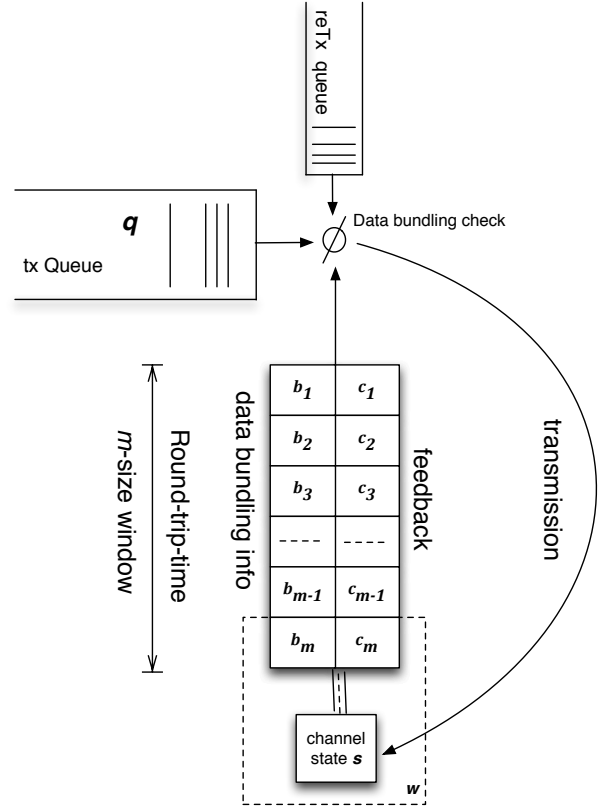 reTx queue
q
tx Queue
Data bundling check
b1 c1
b2 c2
b3 c3
bm-1 cm-1
bm cm
data bundling info
feedback
Round-trip-time
m-size window
transmission
channel
state s
w